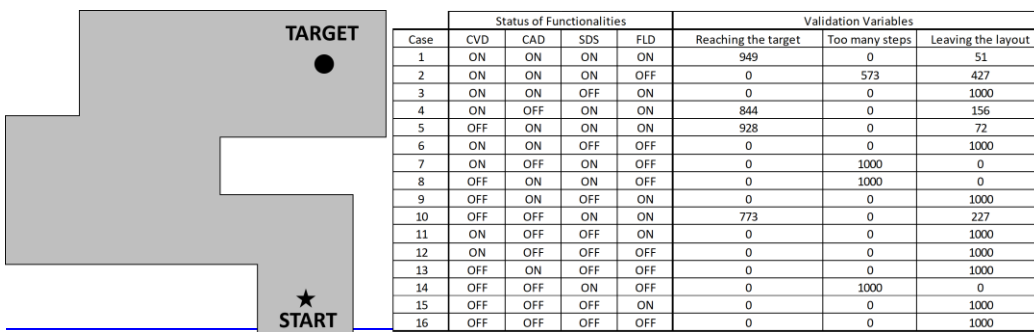 TARGET
START
Status of Functionalities Validation Variables
Case CVD CAD SDS FLD Reaching the target Too many steps Leaving the layout
1 ON ON ON ON 949 0 51
2 ON ON ON OFF 0 573 427
3 ON ON OFF ON 0 0 1000
4 ON OFF ON ON 844 0 156
5 OFF ON ON ON 928 0 72
6 ON ON OFF OFF 0 0 1000
7 ON OFF ON OFF 0 1000 0
8 OFF ON ON OFF 0 1000 0
9 OFF ON OFF ON 0 0 1000
10 OFF OFF ON ON 773 0 227
11 ON OFF OFF ON 0 0 1000
12 ON OFF OFF OFF 0 0 1000
13 OFF ON OFF OFF 0 0 1000
14 OFF OFF ON OFF 0 1000 0
15 OFF OFF OFF ON 0 0 1000
16 OFF OFF OFF OFF 0 0 1000